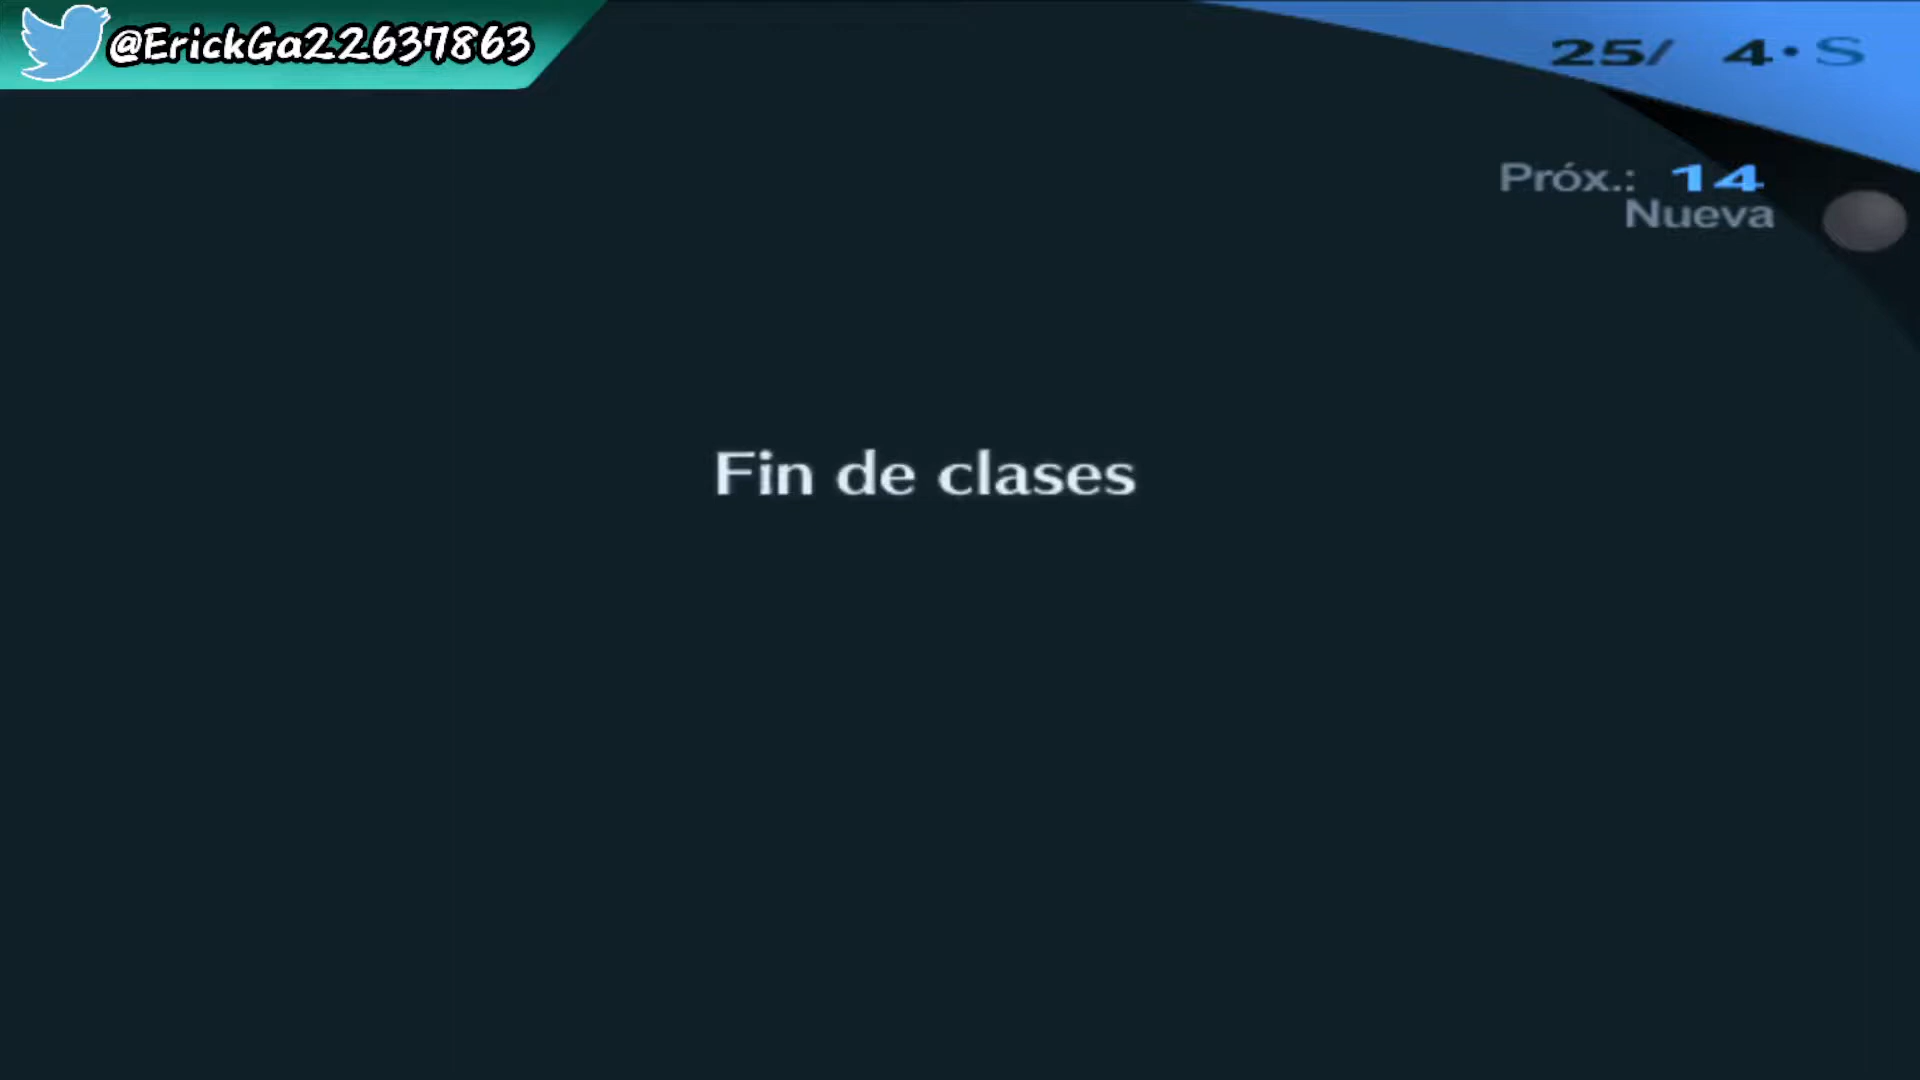 @ErickGa22637863
25/ 4・S
Próx.: 14
Nueva
Fin de clases